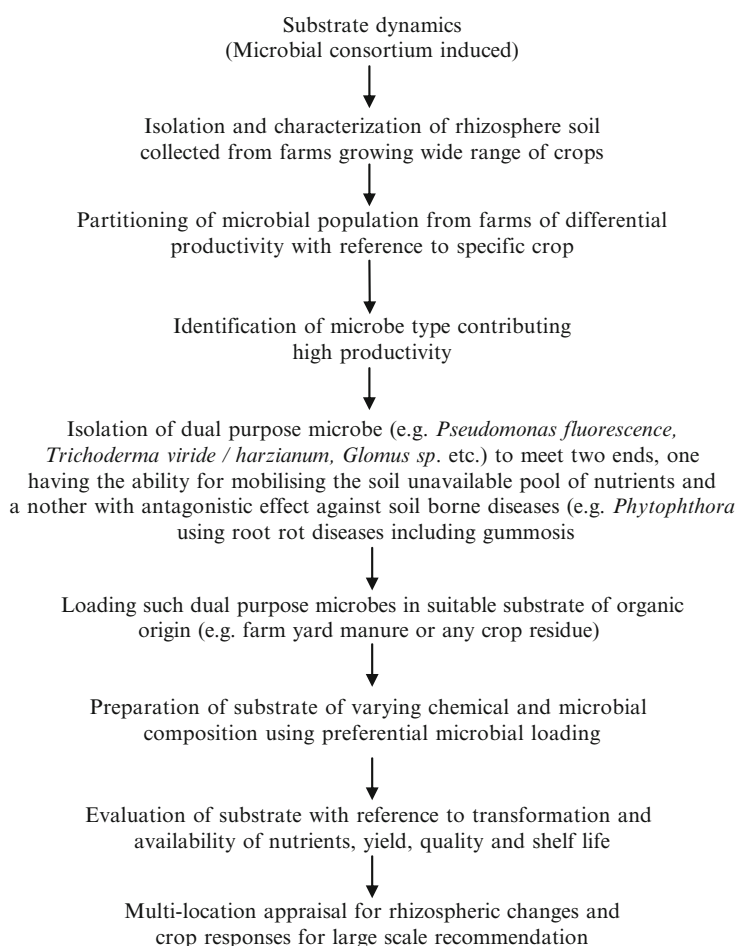 Substrate dynamics
(Microbial consortium induced)
Isolation and characterization of rhizosphere soil
collected from farms growing wide range of crops
Partitioning of microbial population from farms of differential
productivity with reference to specific crop
Identification of microbe type contributing
high productivity
Isolation of dual purpose microbe (e.g. Pseudomonas fluorescence,
Trichoderma viride / harzianum, Glomus sp. etc.) to meet two ends, one
having the ability for mobilising the soil unavailable pool of nutrients and
a nother with antagonistic effect against soil borne diseases (e.g. Phytophthora
using root rot diseases including gummosis
Loading such dual purpose microbes in suitable substrate of organic
origin (e.g. farm yard manure or any crop residue)
Preparation of substrate of varying chemical and microbial
composition using preferential microbial loading
Evaluation of substrate with reference to transformation and
availability of nutrients, yield, quality and shelf life
Multi-location appraisal for rhizospheric changes and
crop responses for large scale recommendation